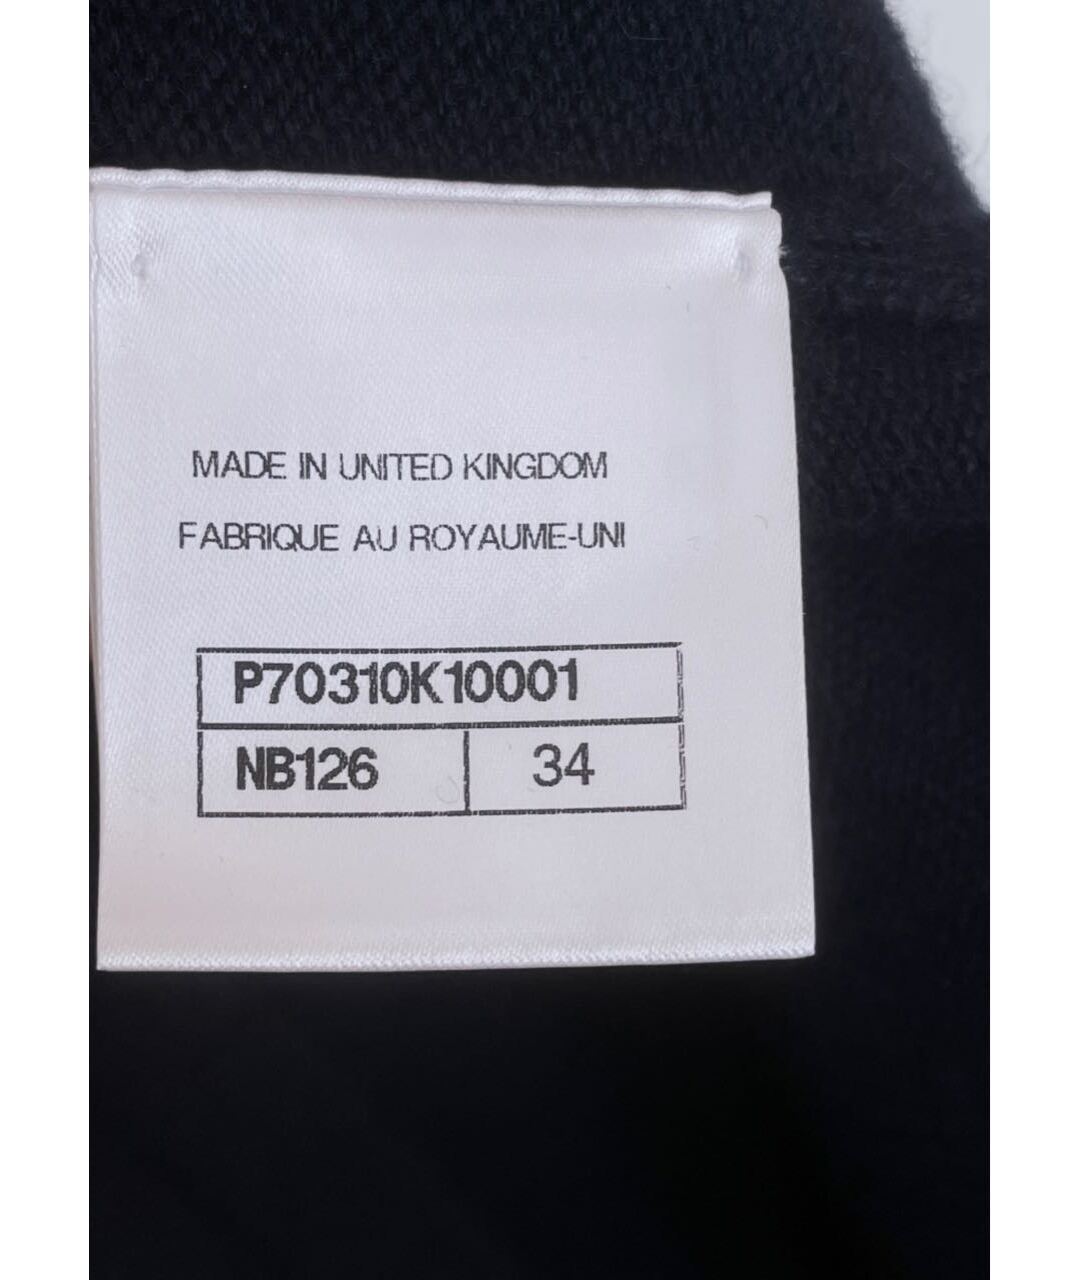 MADE IN UNITED KINGDOM
FABRIQUE AU ROYAUME-UNI
P70310K10001
NB126 34